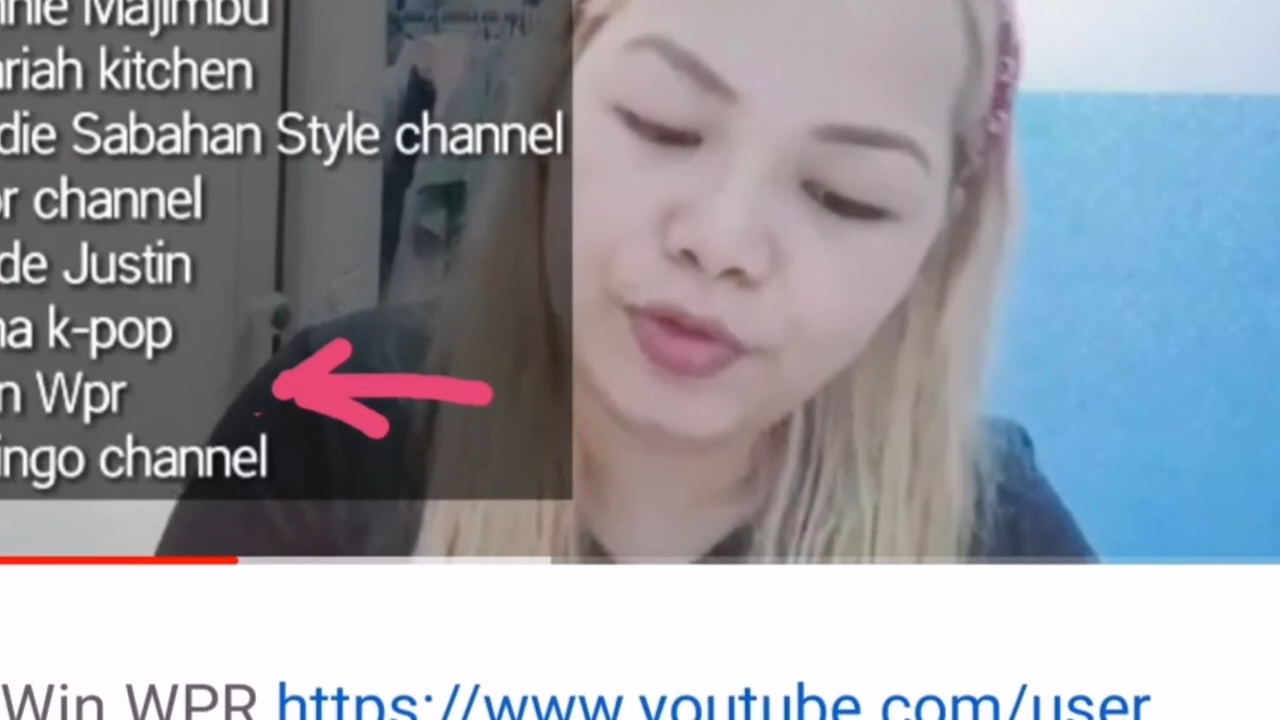 Majimbu
kitchen
Sabahan Style channel
channel
Justin
k-pop
Wpr
channel
Win WPR https://www.youtube.com/user